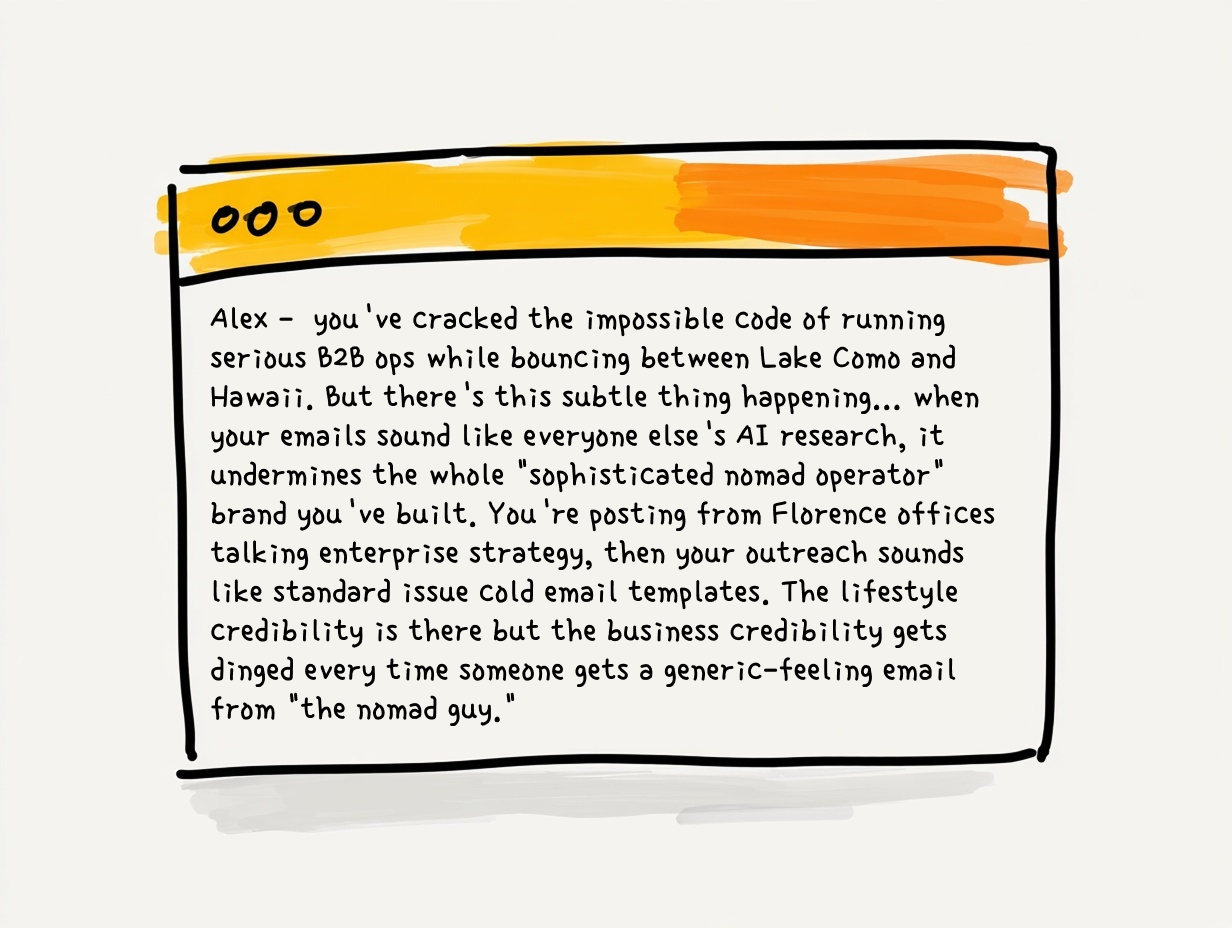 Alex - you've cracked the impossible code of running
serious B2B ops while bouncing between Lake Como and
Hawaii. But there's this subtle thing happening... when
your emails sound like everyone else's AI research, it
undermines the whole "sophisticated nomad operator"
brand you've built. You're posting from Florence offices
talking enterprise strategy, then your outreach sounds
like standard issue cold email templates. The lifestyle
credibility is there but the business credibility gets
dinged every time someone gets a generic-feeling email
from "the nomad guy."